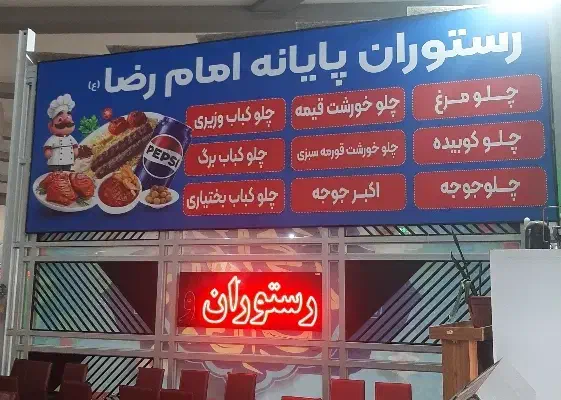 رستوران پایانه امام رضا (ع)
چلو مرغ
چلو خورشت قیمه
چلو کباب وزیری
چلو کوبیده
چلو خورشت قورمه سبزی
چلو کباب برگ
چلوجوجه
اکبر جوجه
چلو کباب بختیاری
PEPSI
رستوران